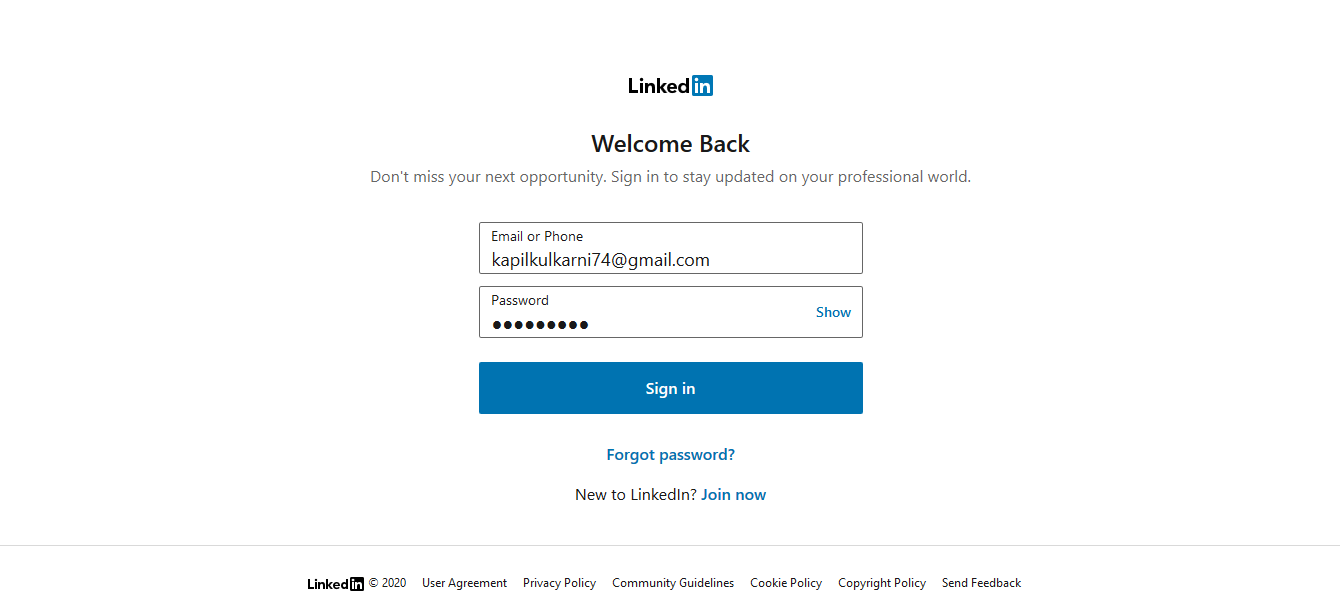 Linkedin
Welcome Back
Don't miss your next opportunity. Sign in to stay updated on your professional world.
Email or Phone
kapilkulkarni74@gmail.com
Password
●●●●●●●●●
Show
Sign in
Forgot password?
New to LinkedIn? Join now
Linkedin © 2020 User Agreement Privacy Policy Community Guidelines Cookie Policy Copyright Policy Send Feedback